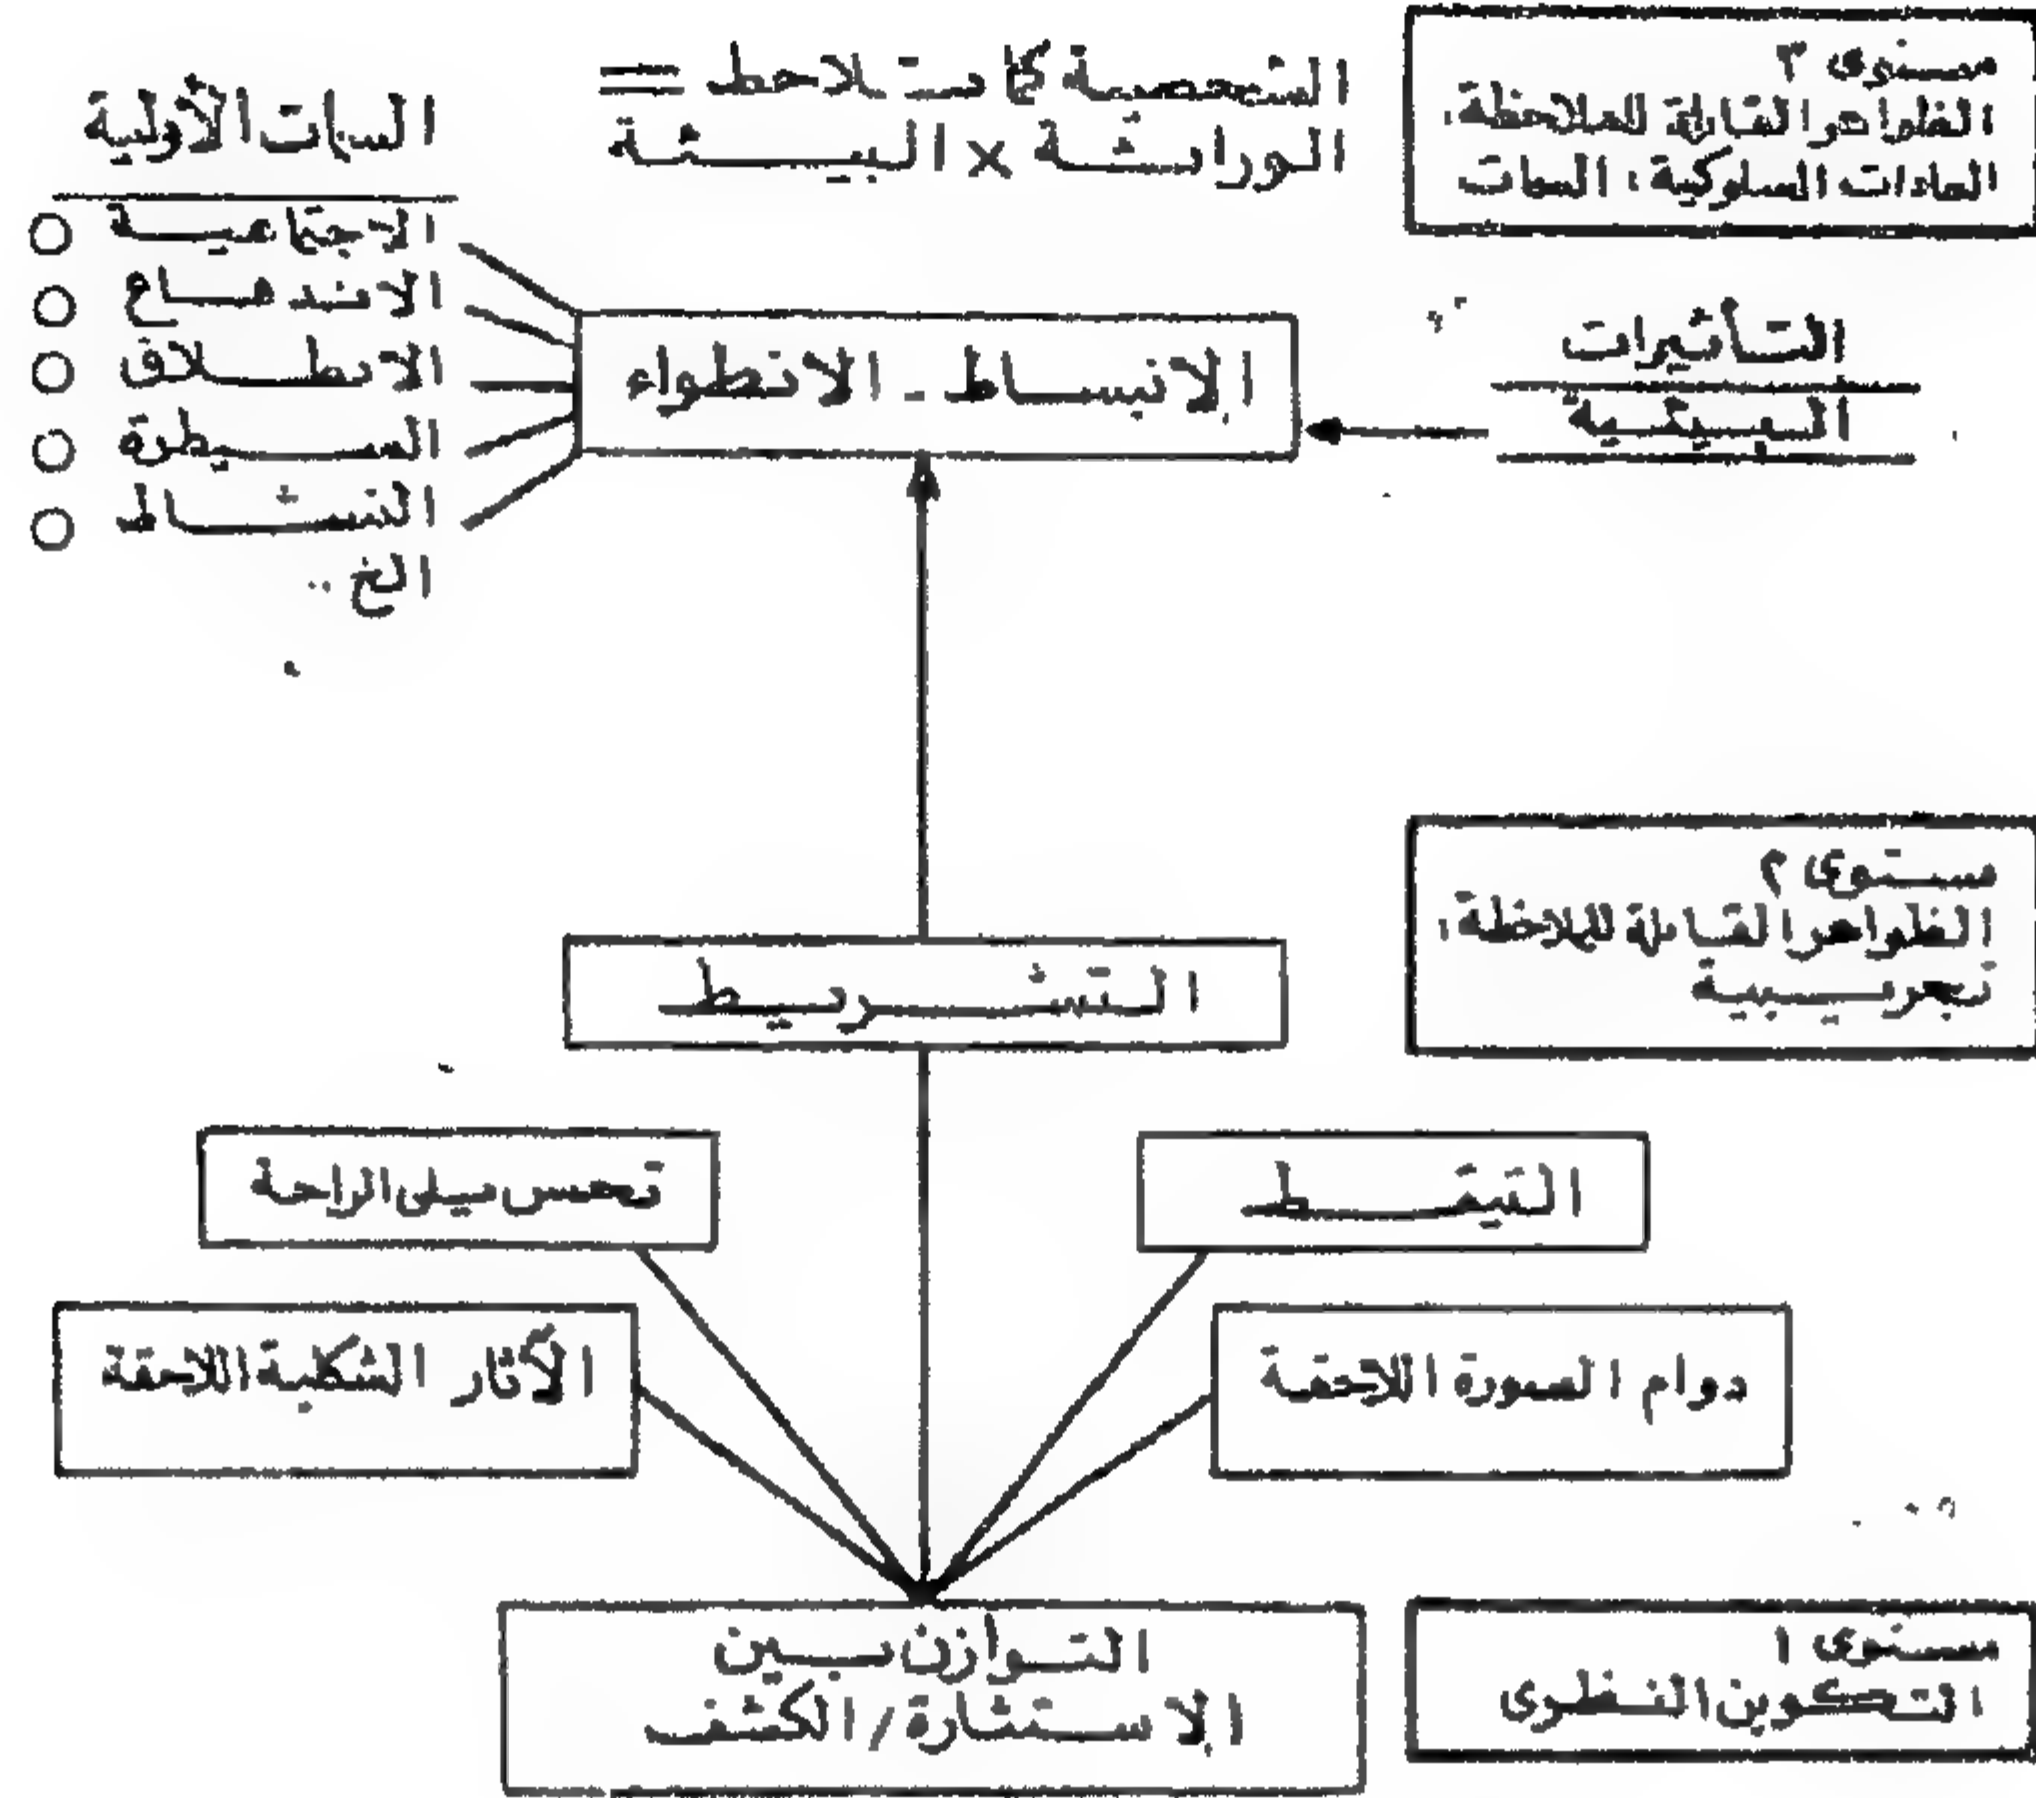 مستوى ٣
الظواهر القابلة للملاحظة،
العادات السلوكية، السمات
الشخصية كما تلاحظ =
الوراثة × البيئة
السمات الأولية
الاجتماعية
الاندفاع
الانطلاق
السيطرة
النشاط
الخ ..
الإنبساط - الانطواء
التأثيرات
البيئية
مستوى ٢
الظواهر القابلة للملاحظة،
تجريبية
التشريط
التيقظ
تحسس ميلى الراحة
دوام الصورة اللاحقة
الآثار الشكلية اللاحقة
مستوى ١
التكوين النظرى
التوازن بين
الإستثارة / الكف